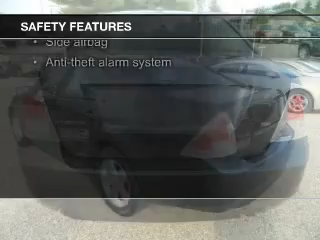 SAFETY FEATURES
• Side airbag
• Anti-theft alarm system